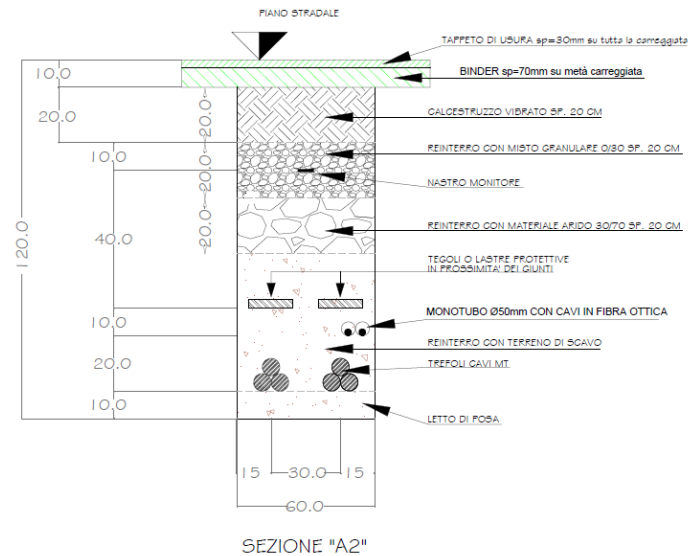 PIANO STRADALE
TAPPETO DI USURA sp=30mm su tutta la carreggiata
10.0
BINDER sp=70mm su metà carreggiata
20.0
20.0
CALCESTRUZZO VIBRATO SP. 20 CM
10.0
20.0
REINTERRO CON MISTO GRANULARE 0/30 SP. 20 CM
NASTRO MONITORE
120.0
40.0
20.0
REINTERRO CON MATERIALE ARIDO 30/70 SP. 20 CM
TEGOLI O LASTRE PROTETTIVE
IN PROSSIMITA' DEI GIUNTI
10.0
MONOTUBO Ø50mm CON CAVI IN FIBRA OTTICA
20.0
REINTERRO CON TERRENO DI SCAVO
TREFOLI CAVI MT
10.0
LETTO DI POSA
15
30.0
15
60.0
SEZIONE "A2"